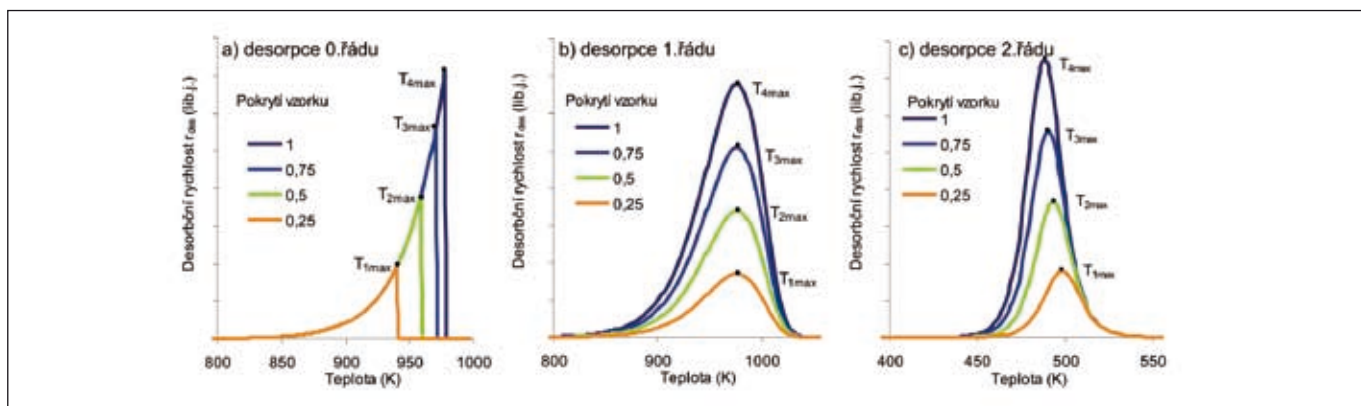 a) desorpce 0.řádu
Desorbční rychlost r_des (lib.j.)
Pokrytí vzorku
1
0,75
0,5
0,25
T4max
T3max
T2max
T1max
800
850
900
950
1000
Teplota (K)
b) desorpce 1.řádu
Desorbční rychlost r_des (lib.j.)
Pokrytí vzorku
1
0,75
0,5
0,25
T4max
T3max
T2max
T1max
800
900
1000
Teplota (K)
c) desorpce 2.řádu
Desorbční rychlost r_des (lib.j.)
Pokrytí vzorku
1
0,75
0,5
0,25
T4max
T3max
T2max
T1max
400
450
500
550
Teplota (K)